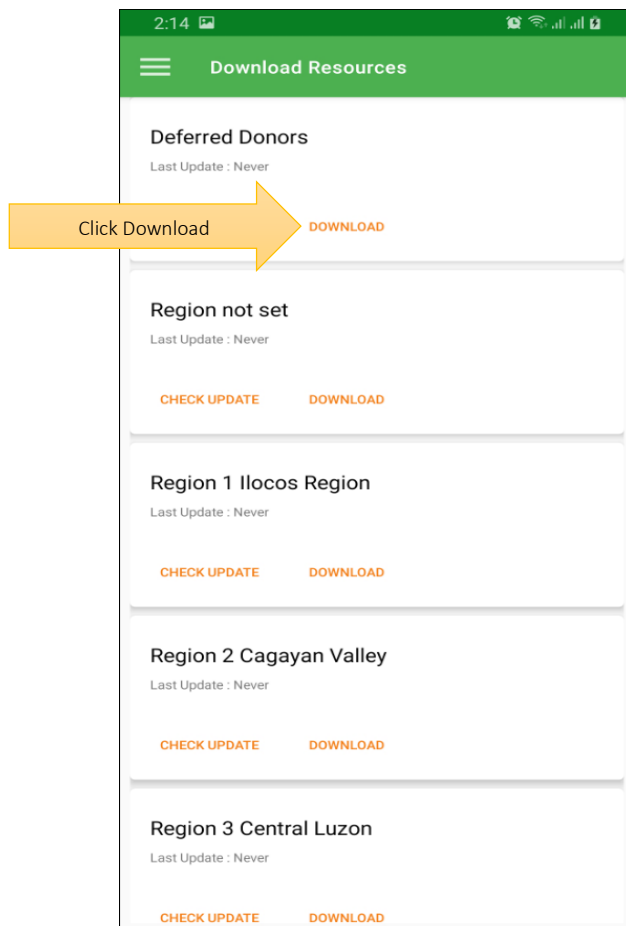 2:14
Download Resources
Deferred Donors
Last Update : Never
Click Download
DOWNLOAD
Region not set
Last Update : Never
CHECK UPDATE DOWNLOAD
Region 1 Ilocos Region
Last Update : Never
CHECK UPDATE DOWNLOAD
Region 2 Cagayan Valley
Last Update : Never
CHECK UPDATE DOWNLOAD
Region 3 Central Luzon
Last Update : Never
CHECK UPDATE DOWNLOAD